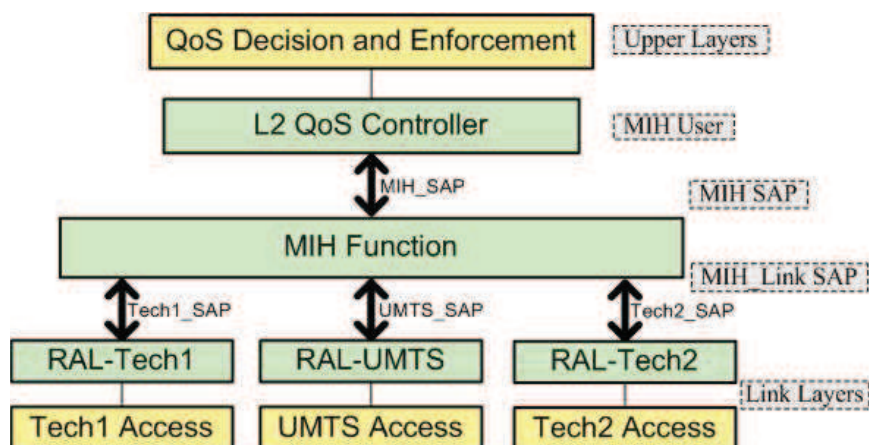 QoS Decision and Enforcement
Upper Layers
L2 QoS Controller
MIH User
MIH_SAP
MIH SAP
MIH Function
MIH_Link SAP
Tech1_SAP
UMTS_SAP
Tech2_SAP
RAL-Tech1
RAL-UMTS
RAL-Tech2
Link Layers
Tech1 Access
UMTS Access
Tech2 Access